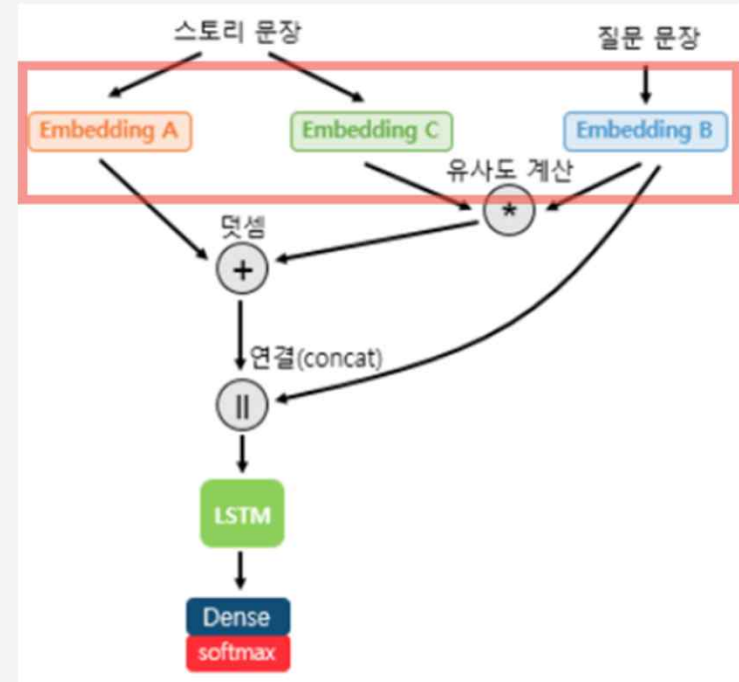 스토리 문장
질문 문장
Embedding A
Embedding C
Embedding B
유사도 계산
*
덧셈
+
연결(concat)
||
LSTM
Dense
softmax